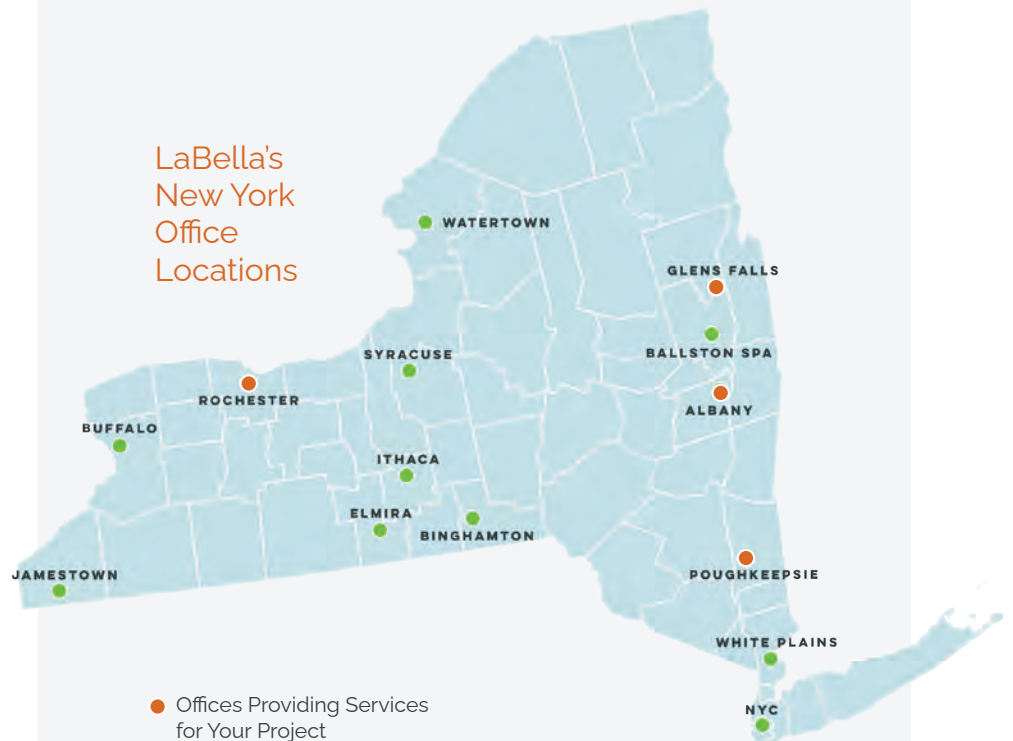 LaBella's
New York
Office
Locations
WATERTOWN
GLENS FALLS
SYRACUSE
BALLSTON SPA
ROCHESTER
ALBANY
BUFFALO
ITHACA
ELMIRA
BINGHAMTON
JAMESTOWN
POUGHKEEPSIE
WHITE PLAINS
NYC
Offices Providing Services
for Your Project